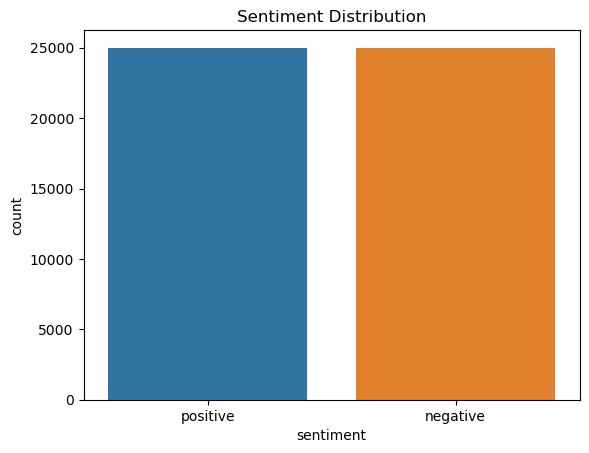 Sentiment Distribution
25000
20000
15000
10000
5000
0
count
positive negative
sentiment